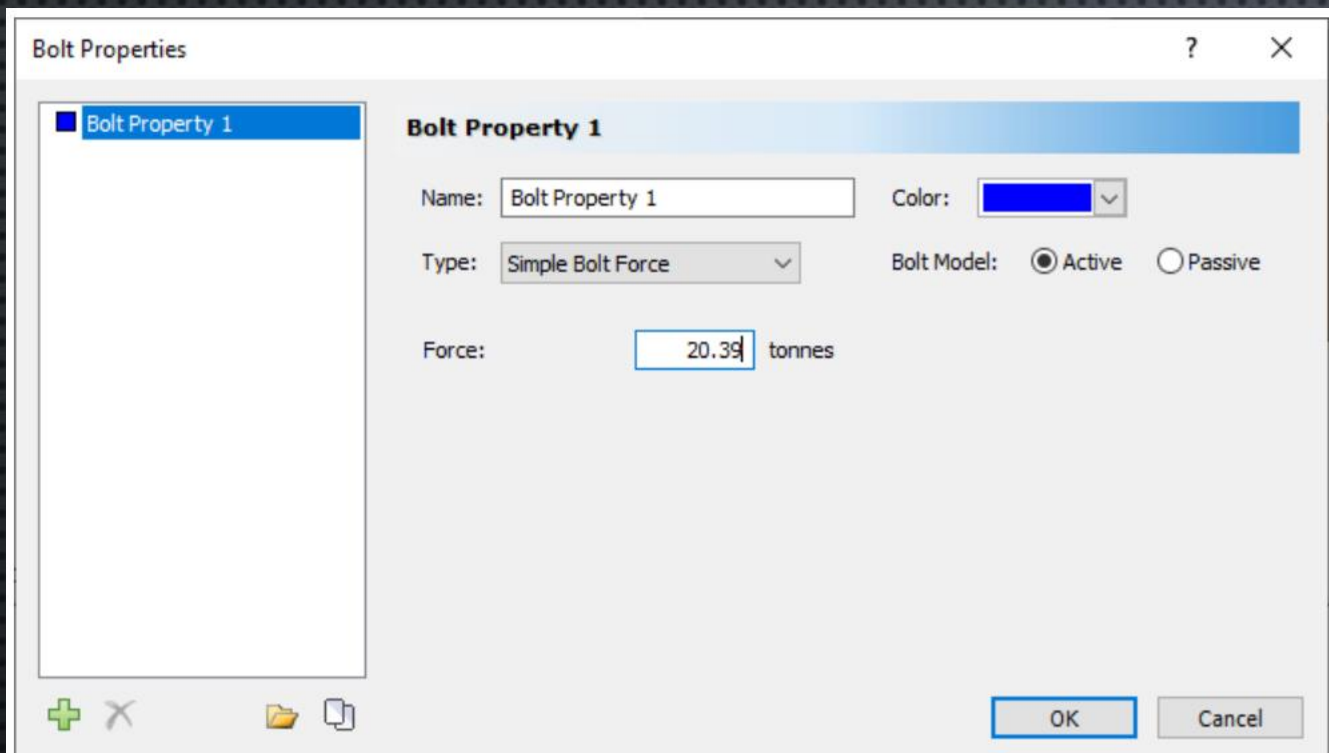 Bolt Properties ?
Bolt Property 1
Bolt Property 1
Name: Bolt Property 1 Color:
Type: Simple Bolt Force Bolt Model: Active Passive
Force: 20.39 tonnes
OK Cancel